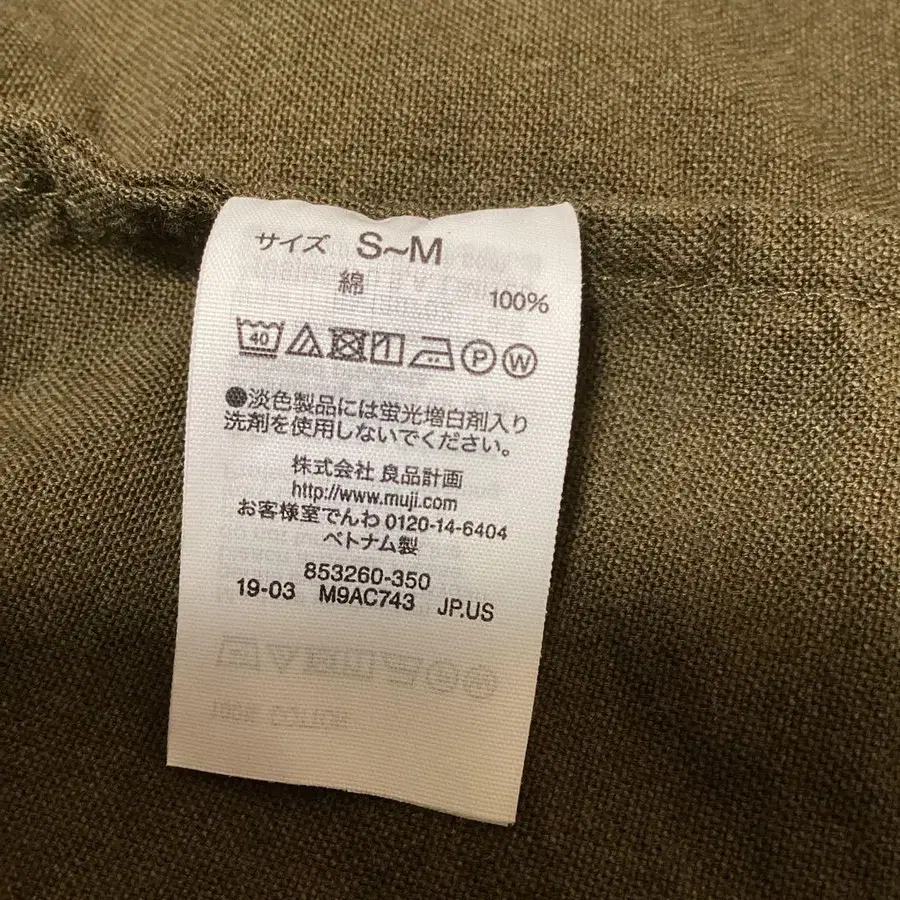 サイズ S~M
綿 100%
40 P W
●淡色製品には蛍光増白剤入り
洗剤を使用しないでください。
株式会社 良品計画
http://www.muji.com
お客様室でんわ 0120-14-6404
ベトナム製
853260-350
19-03 M9AC743 JP.US